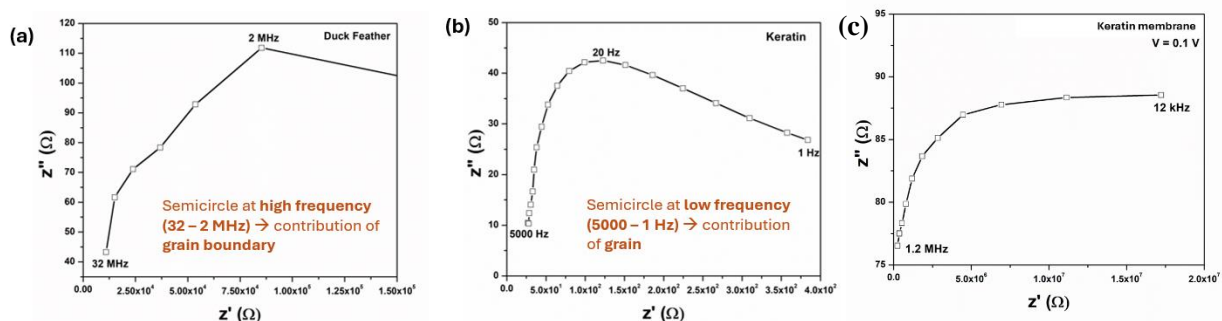 (a)
Duck Feather
2 MHz
32 MHz
120
110
100
90
80
70
60
50
40
z'' (Ω)
0.00
2.50x10⁴
5.00x10⁴
7.50x10⁴
1.00x10⁵
1.25x10⁵
1.50x10⁵
z' (Ω)
Semicircle at high frequency
(32 – 2 MHz) → contribution of
grain boundary
(b)
Keratin
20 Hz
1 Hz
5000 Hz
50
40
30
20
10
0
z'' (Ω)
0.0
5.0x10¹
1.0x10²
1.5x10²
2.0x10²
2.5x10²
3.0x10²
3.5x10²
4.0x10²
z' (Ω)
Semicircle at low frequency
(5000 – 1 Hz) → contribution
of grain
(c)
Keratin membrane
V = 0.1 V
12 kHz
1.2 MHz
95
90
85
80
75
z'' (Ω)
0.0
5.0x10⁶
1.0x10⁷
1.5x10⁷
2.0x10⁷
z' (Ω)